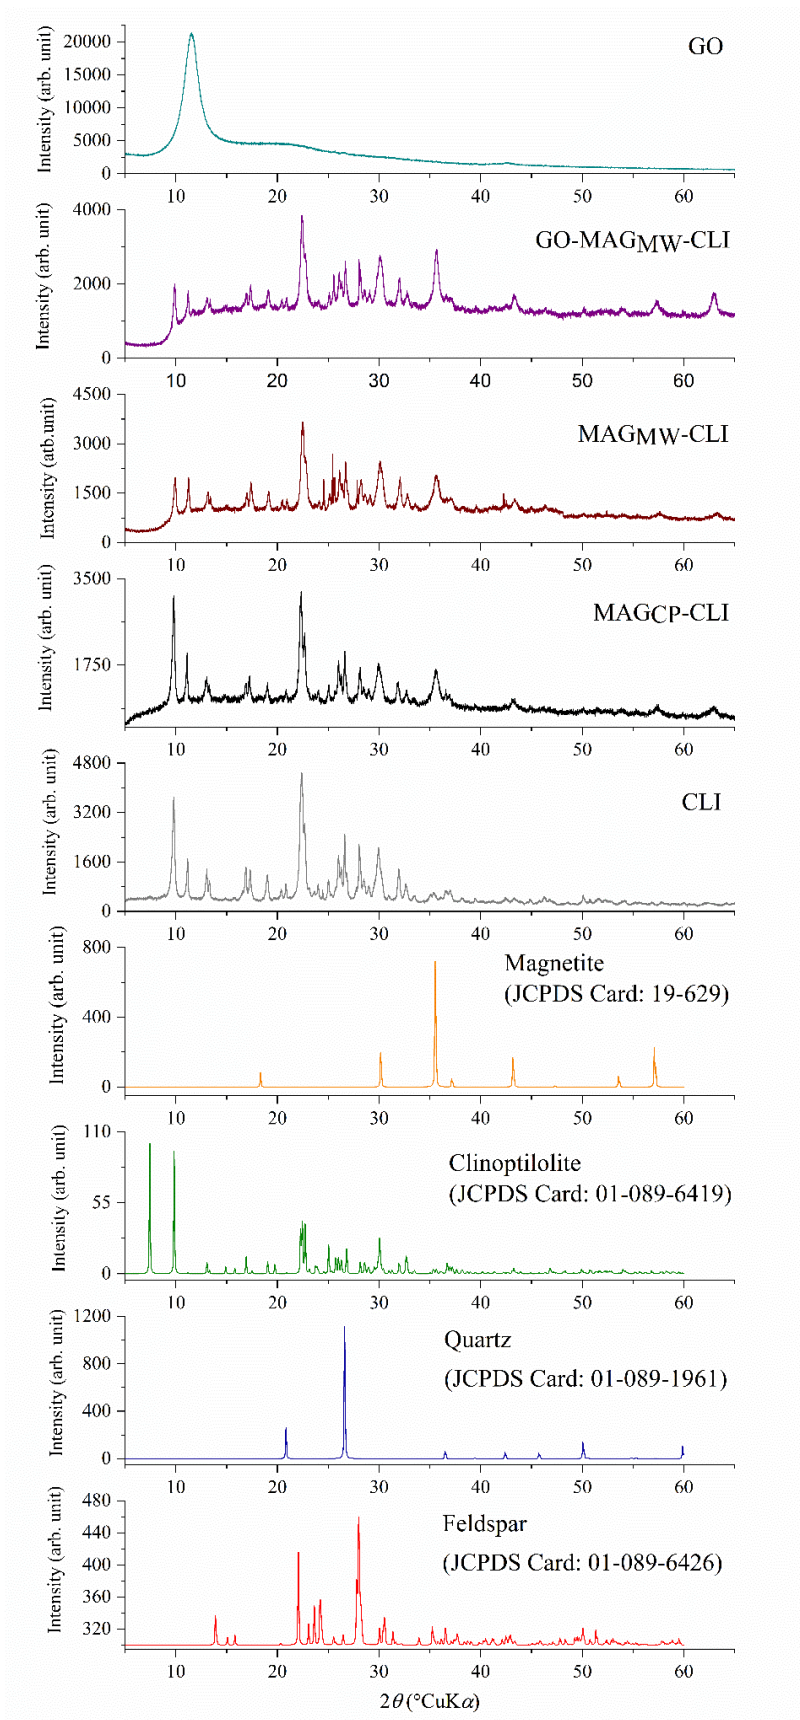 Intensity (arb. unit)
20000
15000
10000
5000
0
GO
10 20 30 40 50 60
Intensity (arb. unit)
4000
2000
0
GO-MAGMW-CLI
10 20 30 40 50 60
Intensity (atb.unit)
4500
3000
1500
0
MAGMW-CLI
10 20 30 40 50 60
Intensity (arb. unit)
3500
1750
MAGCP-CLI
10 20 30 40 50 60
Intensity (arb. unit)
4800
3200
1600
0
CLI
10 20 30 40 50 60
Intensity (arb. unit)
800
400
0
Magnetite
(JCPDS Card: 19-629)
10 20 30 40 50 60
Intensity (arb. unit)
110
55
0
Clinoptilolite
(JCPDS Card: 01-089-6419)
10 20 30 40 50 60
Intensity (arb. unit)
1200
800
400
0
Quartz
(JCPDS Card: 01-089-1961)
10 20 30 40 50 60
Intensity (arb. unit)
480
440
400
360
320
Feldspar
(JCPDS Card: 01-089-6426)
10 20 30 40 50 60
2θ (°CuKα)